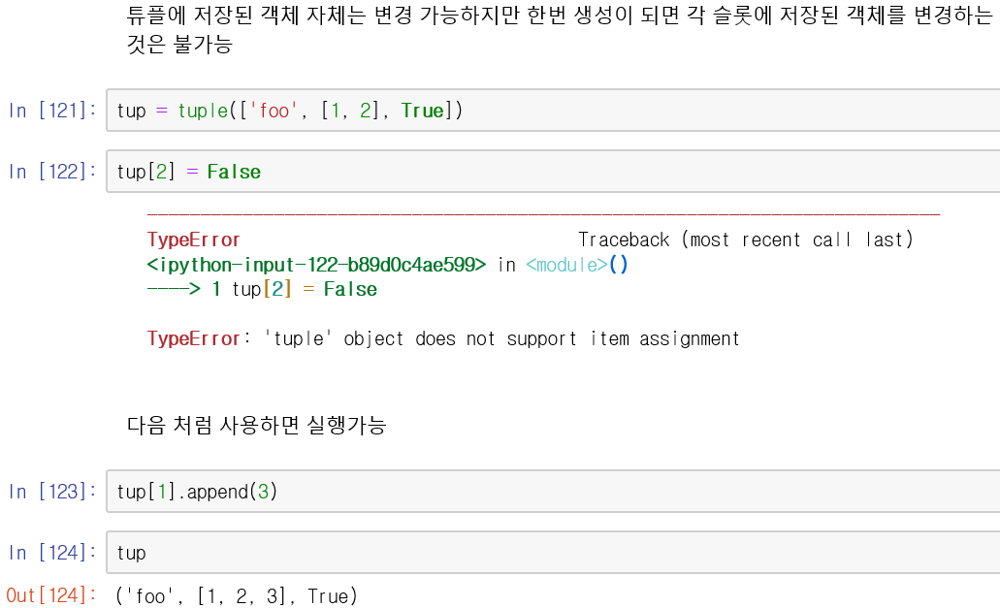 튜플에 저장된 객체 자체는 변경 가능하지만 한번 생성이 되면 각 슬롯에 저장된 객체를 변경하는
것은 불가능
In [121]: tup = tuple(['foo', [1, 2], True])
In [122]: tup[2] = False
---------------------------------------------------------------------------
TypeError                                 Traceback (most recent call last)
<ipython-input-122-b89d0c4ae599> in <module>()
----> 1 tup[2] = False
TypeError: 'tuple' object does not support item assignment
다음 처럼 사용하면 실행가능
In [123]: tup[1].append(3)
In [124]: tup
Out[124]: ('foo', [1, 2, 3], True)